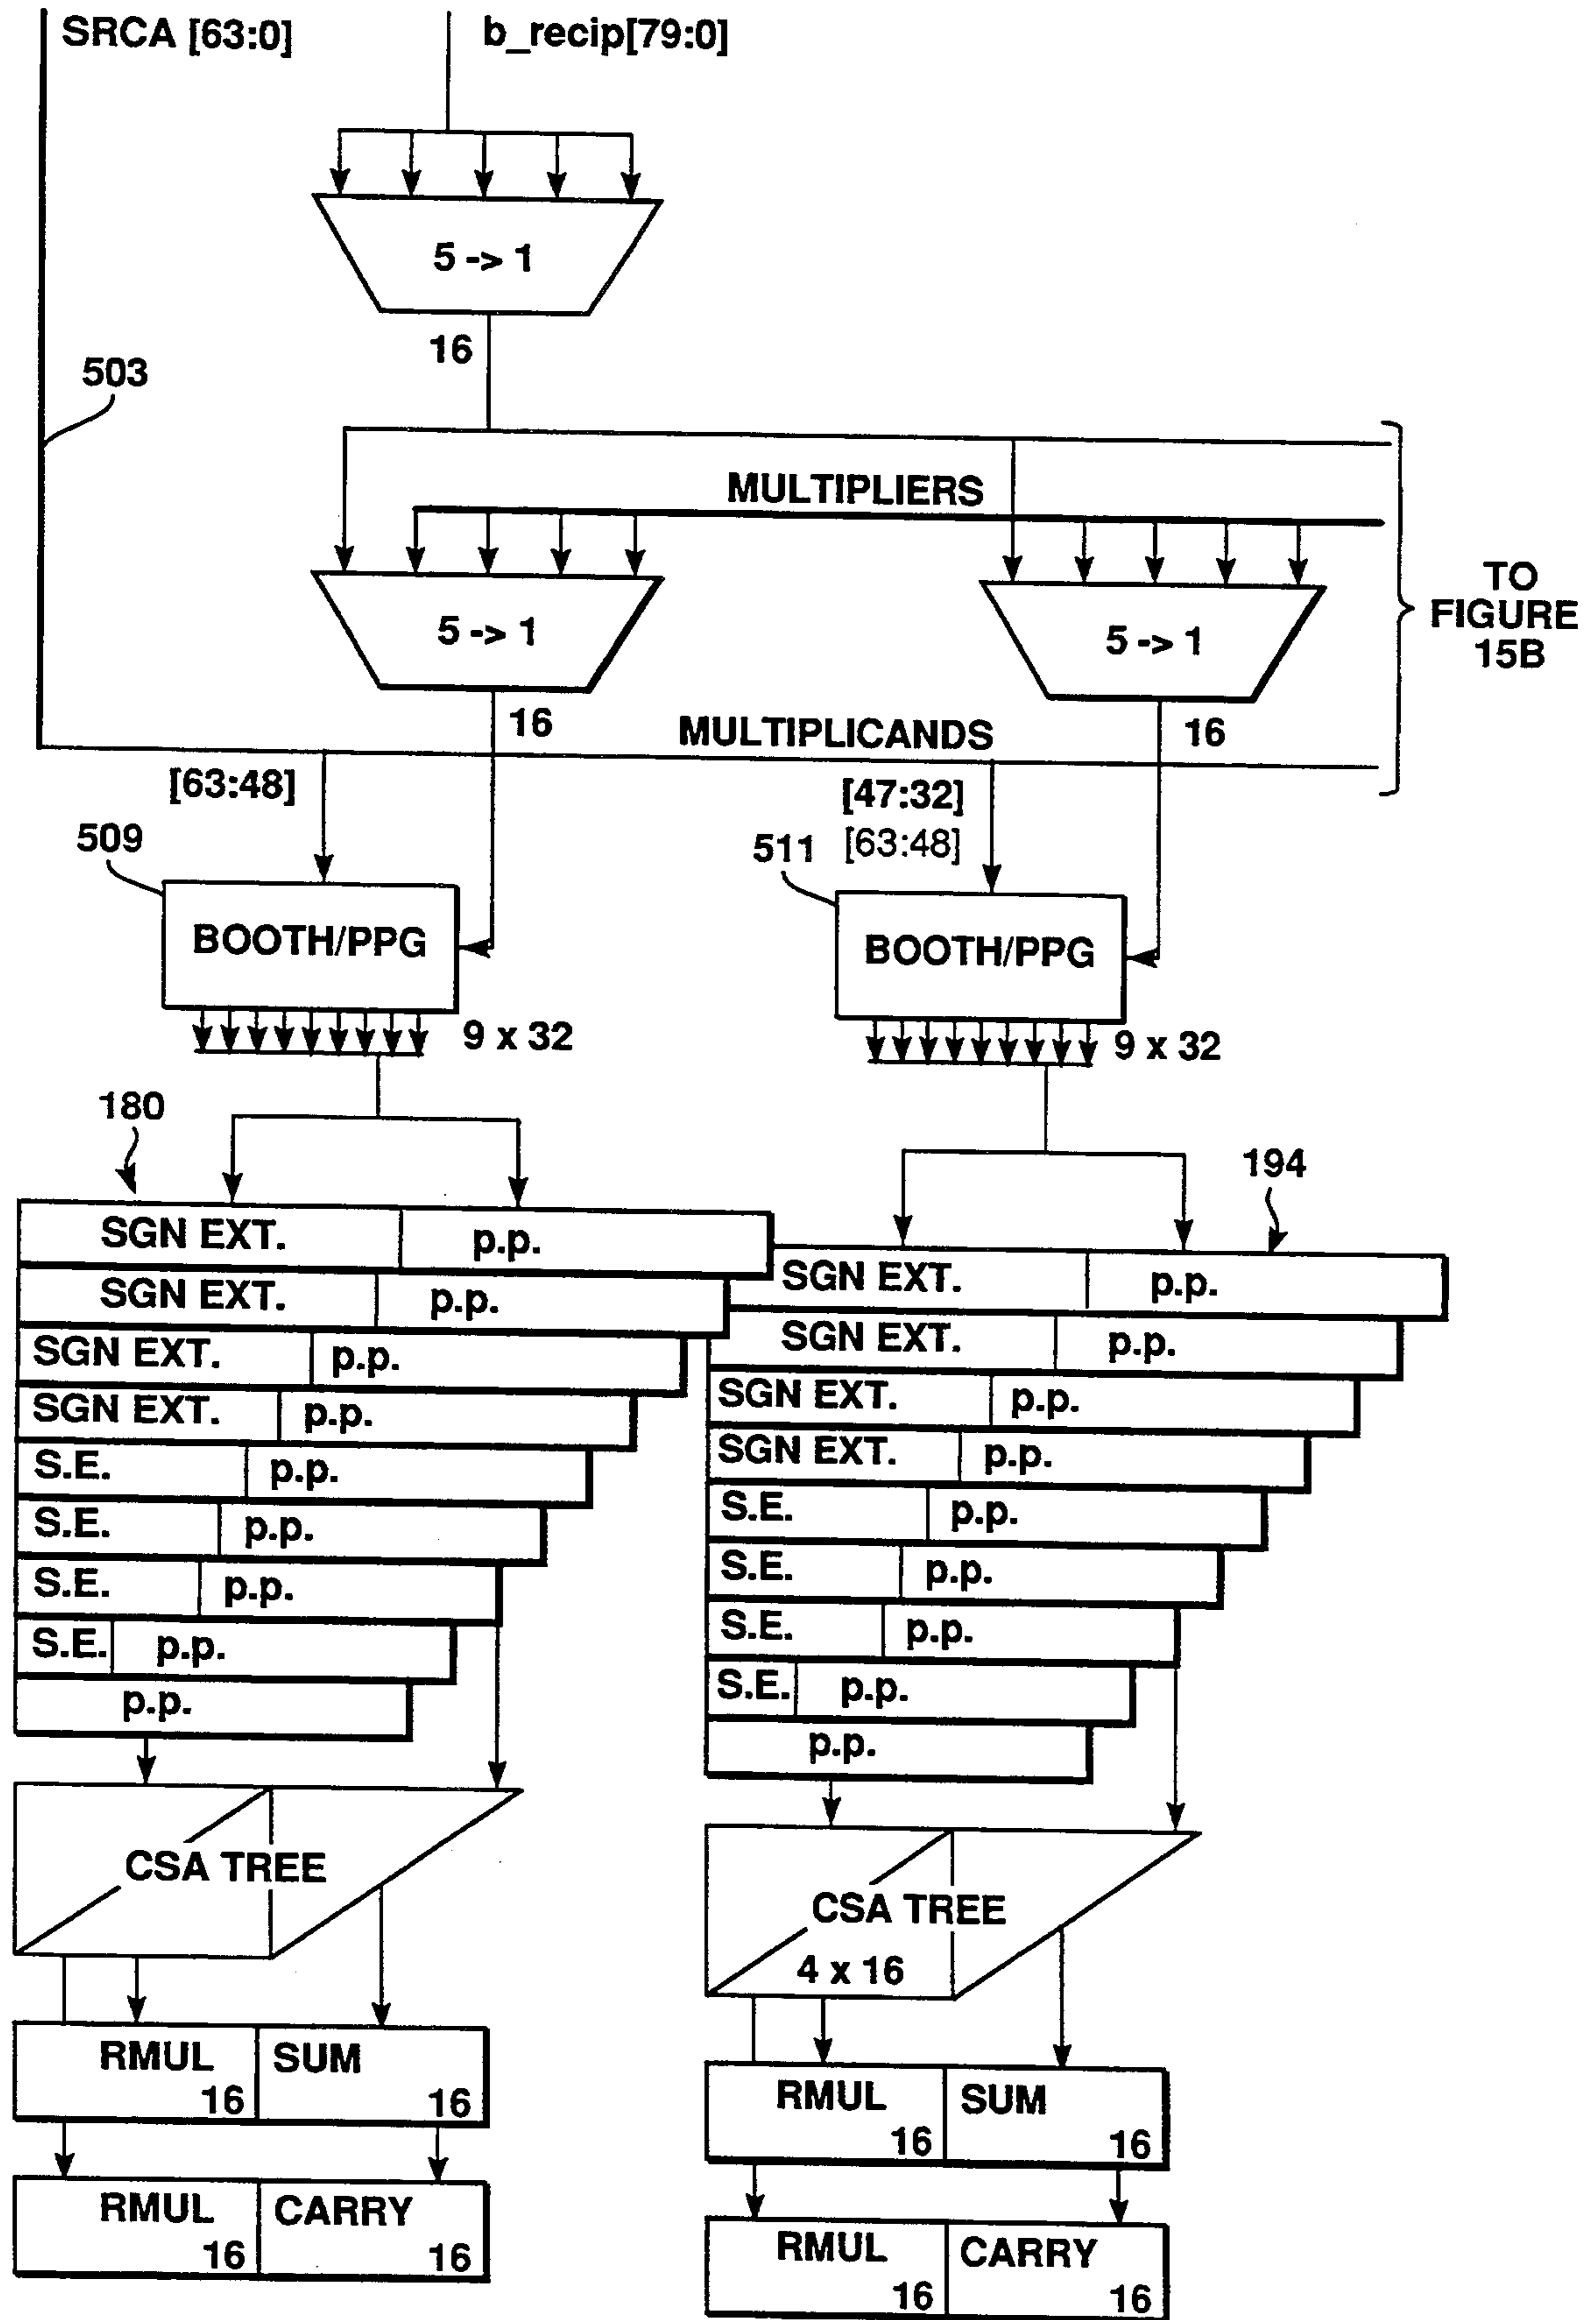 SRCA [63:0]
b_recip[79:0]
5 -> 1
16
503
MULTIPLIERS
5 -> 1
5 -> 1
TO
FIGURE
15B
16
MULTIPLICANDS
16
[63:48]
[47:32]
[63:48]
509
511
BOOTH/PPG
BOOTH/PPG
9 x 32
9 x 32
180
194
SGN EXT.
p.p.
SGN EXT.
p.p.
SGN EXT.
p.p.
SGN EXT.
p.p.
S.E.
p.p.
S.E.
p.p.
S.E.
p.p.
S.E.
p.p.
p.p.
SGN EXT.
p.p.
SGN EXT.
p.p.
SGN EXT.
p.p.
SGN EXT.
p.p.
S.E.
p.p.
S.E.
p.p.
S.E.
p.p.
S.E.
p.p.
p.p.
CSA TREE
CSA TREE
4 x 16
RMUL
16
SUM
16
RMUL
16
SUM
16
RMUL
16
CARRY
16
RMUL
16
CARRY
16